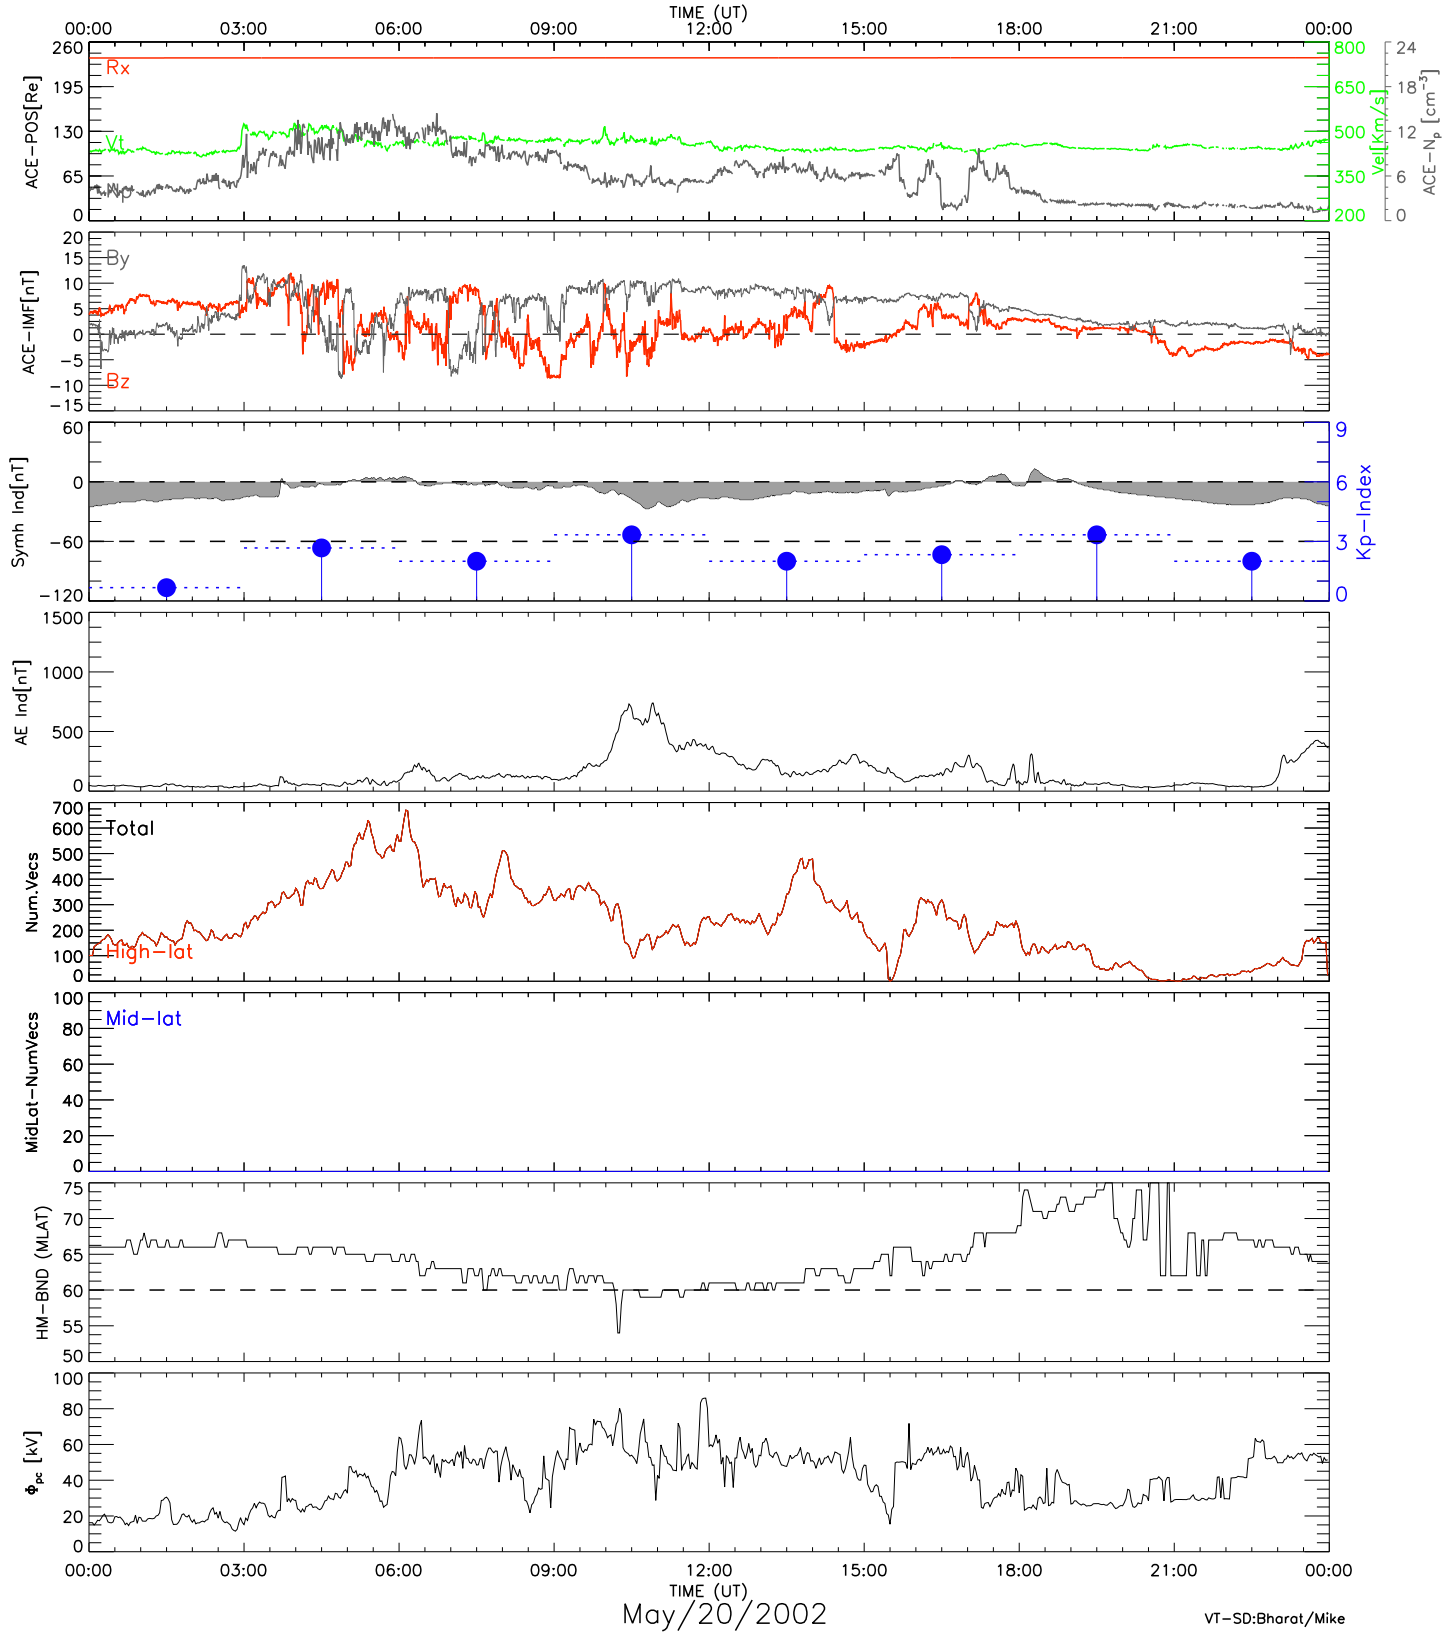 TIME (UT)
00:00 03:00 06:00 09:00 12:00 15:00 18:00 21:00 00:00
260 195 130 65 0
ACE-POS[Re]
Rx
Vt
Np
800 650 500 350 200
Vel[Km/s]
24 18 12 6 0
ACE-Np [cm-3]
20 15 10 5 0 -5 -10 -15
ACE-IMF[nT]
By
Bz
60 0 -60 -120
Symh Ind[nT]
9 6 3 0
Kp-Index
1500 1000 500 0
AE Ind[nT]
700 600 500 400 300 200 100 0
Num.Vecs
Total
High-lat
100 80 60 40 20 0
MidLat-NumVecs
Mid-lat
75 70 65 60 55 50
HM-BND (MLAT)
100 80 60 40 20 0
Φpc [kV]
00:00 03:00 06:00 09:00 12:00 15:00 18:00 21:00 00:00
TIME (UT)
May/20/2002
VT-SD:Bharat/Mike